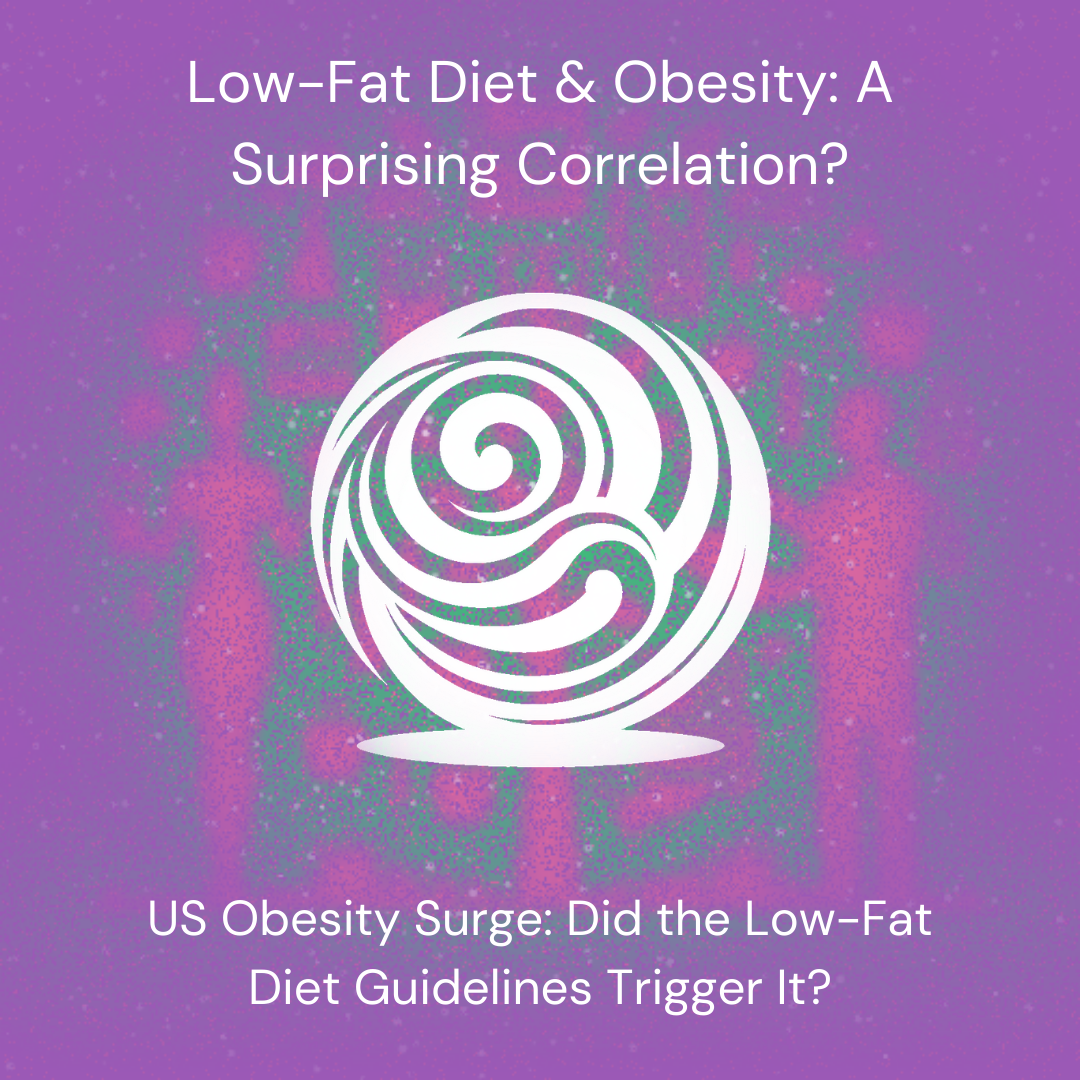 Low-Fat Diet & Obesity: A
Surprising Correlation?
US Obesity Surge: Did the Low-Fat
Diet Guidelines Trigger It?